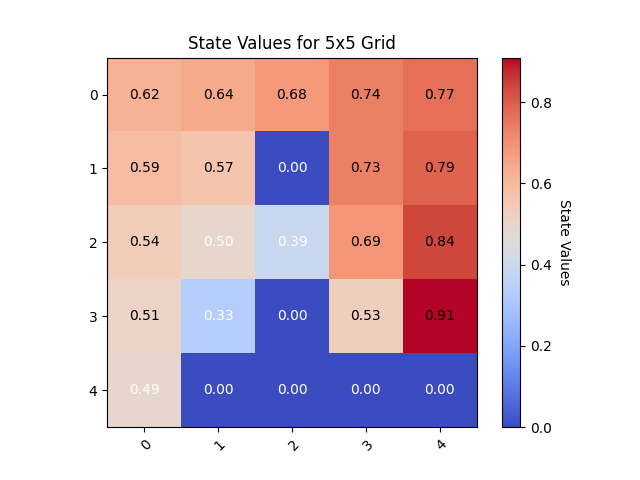 State Values for 5x5 Grid
0 0.62 0.64 0.68 0.74 0.77
1 0.59 0.57 0.00 0.73 0.79
2 0.54 0.50 0.39 0.69 0.84
3 0.51 0.33 0.00 0.53 0.91
4 0.49 0.00 0.00 0.00 0.00
0 1 2 3 4
0.8
0.6
0.4
0.2
0.0
State Values